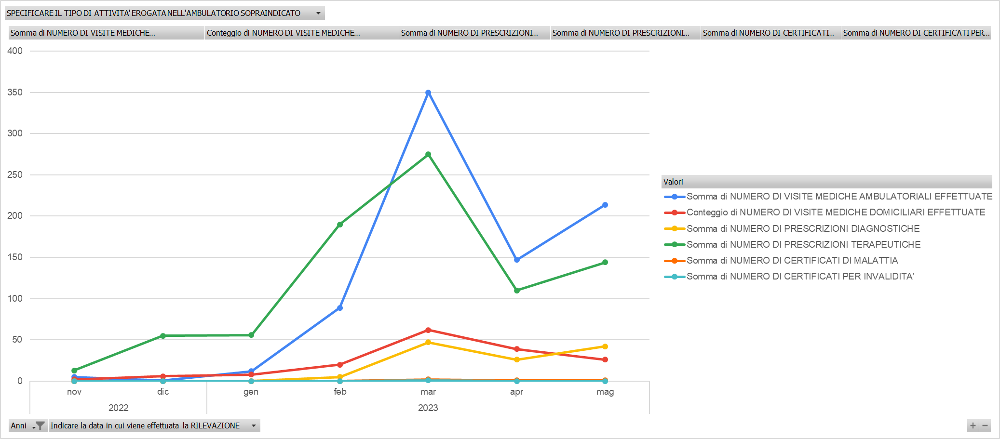 SPECIFICARE IL TIPO DI ATTIVITA' EROGATA NELL'AMBULATORIO SOPRAINDICATO
Somma di NUMERO DI VISITE MEDICHE... Conteggio di NUMERO DI VISITE MEDICHE... Somma di NUMERO DI PRESCRIZIONI... Somma di NUMERO DI PRESCRIZIONI... Somma di NUMERO DI CERTIFICATI... Somma di NUMERO DI CERTIFICATI PER...
400
350
300
250
200
150
100
50
0
nov dic gen feb mar apr mag
2022 2023
Valori
Somma di NUMERO DI VISITE MEDICHE AMBULATORIALI EFFETTUATE
Conteggio di NUMERO DI VISITE MEDICHE DOMICILIARI EFFETTUATE
Somma di NUMERO DI PRESCRIZIONI DIAGNOSTICHE
Somma di NUMERO DI PRESCRIZIONI TERAPEUTICHE
Somma di NUMERO DI CERTIFICATI DI MALATTIA
Somma di NUMERO DI CERTIFICATI PER INVALIDITA'
Anni Indicare la data in cui viene effettuata la RILEVAZIONE
+ −